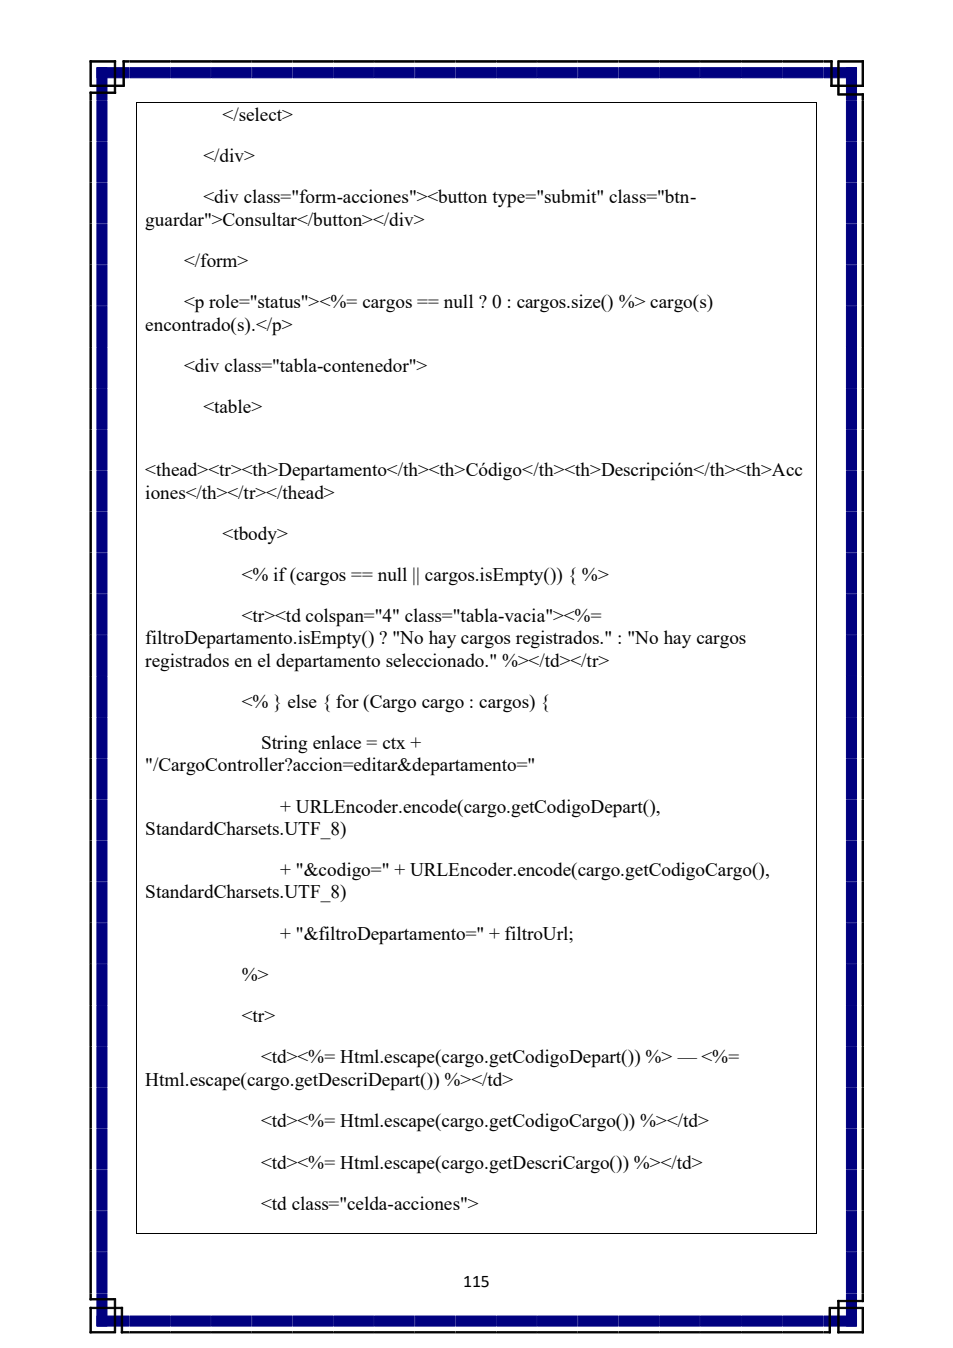 </select>
</div>
<div class="form-acciones"><button type="submit" class="btn-
guardar">Consultar</button></div>
</form>
<p role="status"><%= cargos == null ? 0 : cargos.size() %> cargo(s)
encontrado(s).</p>
<div class="tabla-contenedor">
<table>
<thead><tr><th>Departamento</th><th>Código</th><th>Descripción</th><th>Acc
iones</th></tr></thead>
<tbody>
<% if (cargos == null || cargos.isEmpty()) { %>
<tr><td colspan="4" class="tabla-vacia"><%=
filtroDepartamento.isEmpty() ? "No hay cargos registrados." : "No hay cargos
registrados en el departamento seleccionado." %></td></tr>
<% } else { for (Cargo cargo : cargos) {
String enlace = ctx +
"/CargoController?accion=editar&departamento="
+ URLEncoder.encode(cargo.getCodigoDepart(),
StandardCharsets.UTF_8)
+ "&codigo=" + URLEncoder.encode(cargo.getCodigoCargo(),
StandardCharsets.UTF_8)
+ "&filtroDepartamento=" + filtroUrl;
%>
<tr>
<td><%= Html.escape(cargo.getCodigoDepart()) %> — <%=
Html.escape(cargo.getDescriDepart()) %></td>
<td><%= Html.escape(cargo.getCodigoCargo()) %></td>
<td><%= Html.escape(cargo.getDescriCargo()) %></td>
<td class="celda-acciones">
115